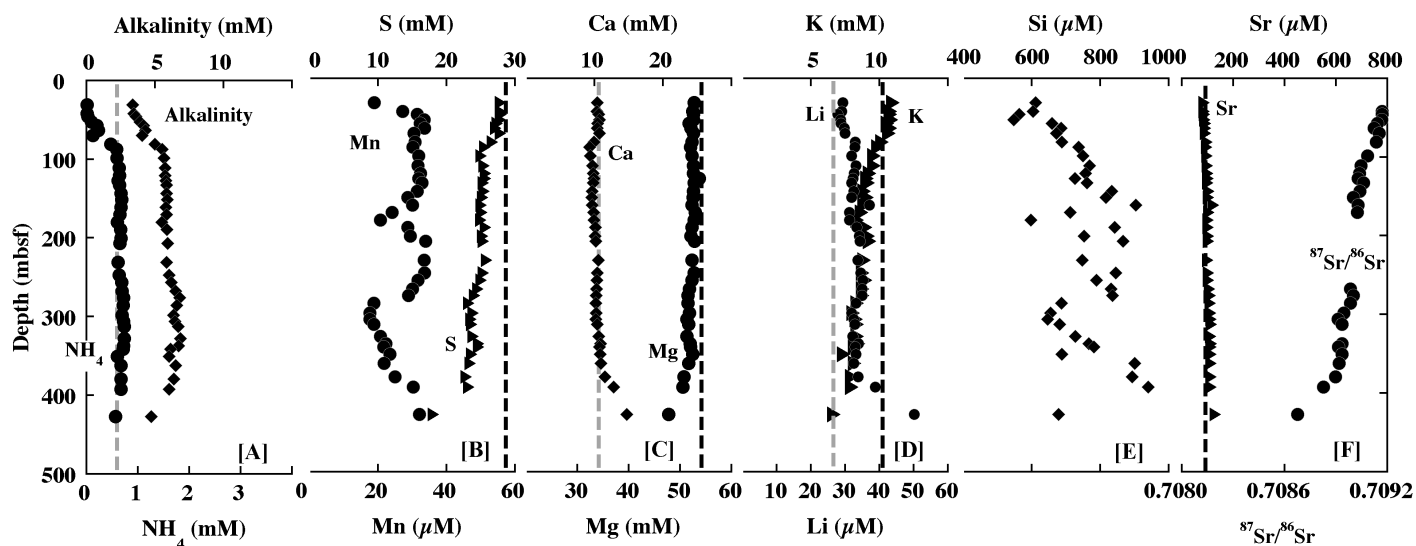 Alkalinity (mM)
S (mM)
Ca (mM)
K (mM)
Si (μM)
Sr (μM)
0 5 10
0 10 20 30
0 10 20
5 10
400 600 800 1000
200 400 600 800
Depth (mbsf)
0
100
200
300
400
500
Alkalinity
NH4
[A]
Mn
S
[B]
Ca
Mg
[C]
Li
K
[D]
[E]
Sr
87Sr/86Sr
[F]
0 1 2 3
0 20 40 60
30 40 50 60
0 10 20 30 40 50 60
0.7080 0.7086 0.7092
NH4 (mM)
Mn (μM)
Mg (mM)
Li (μM)
87Sr/86Sr